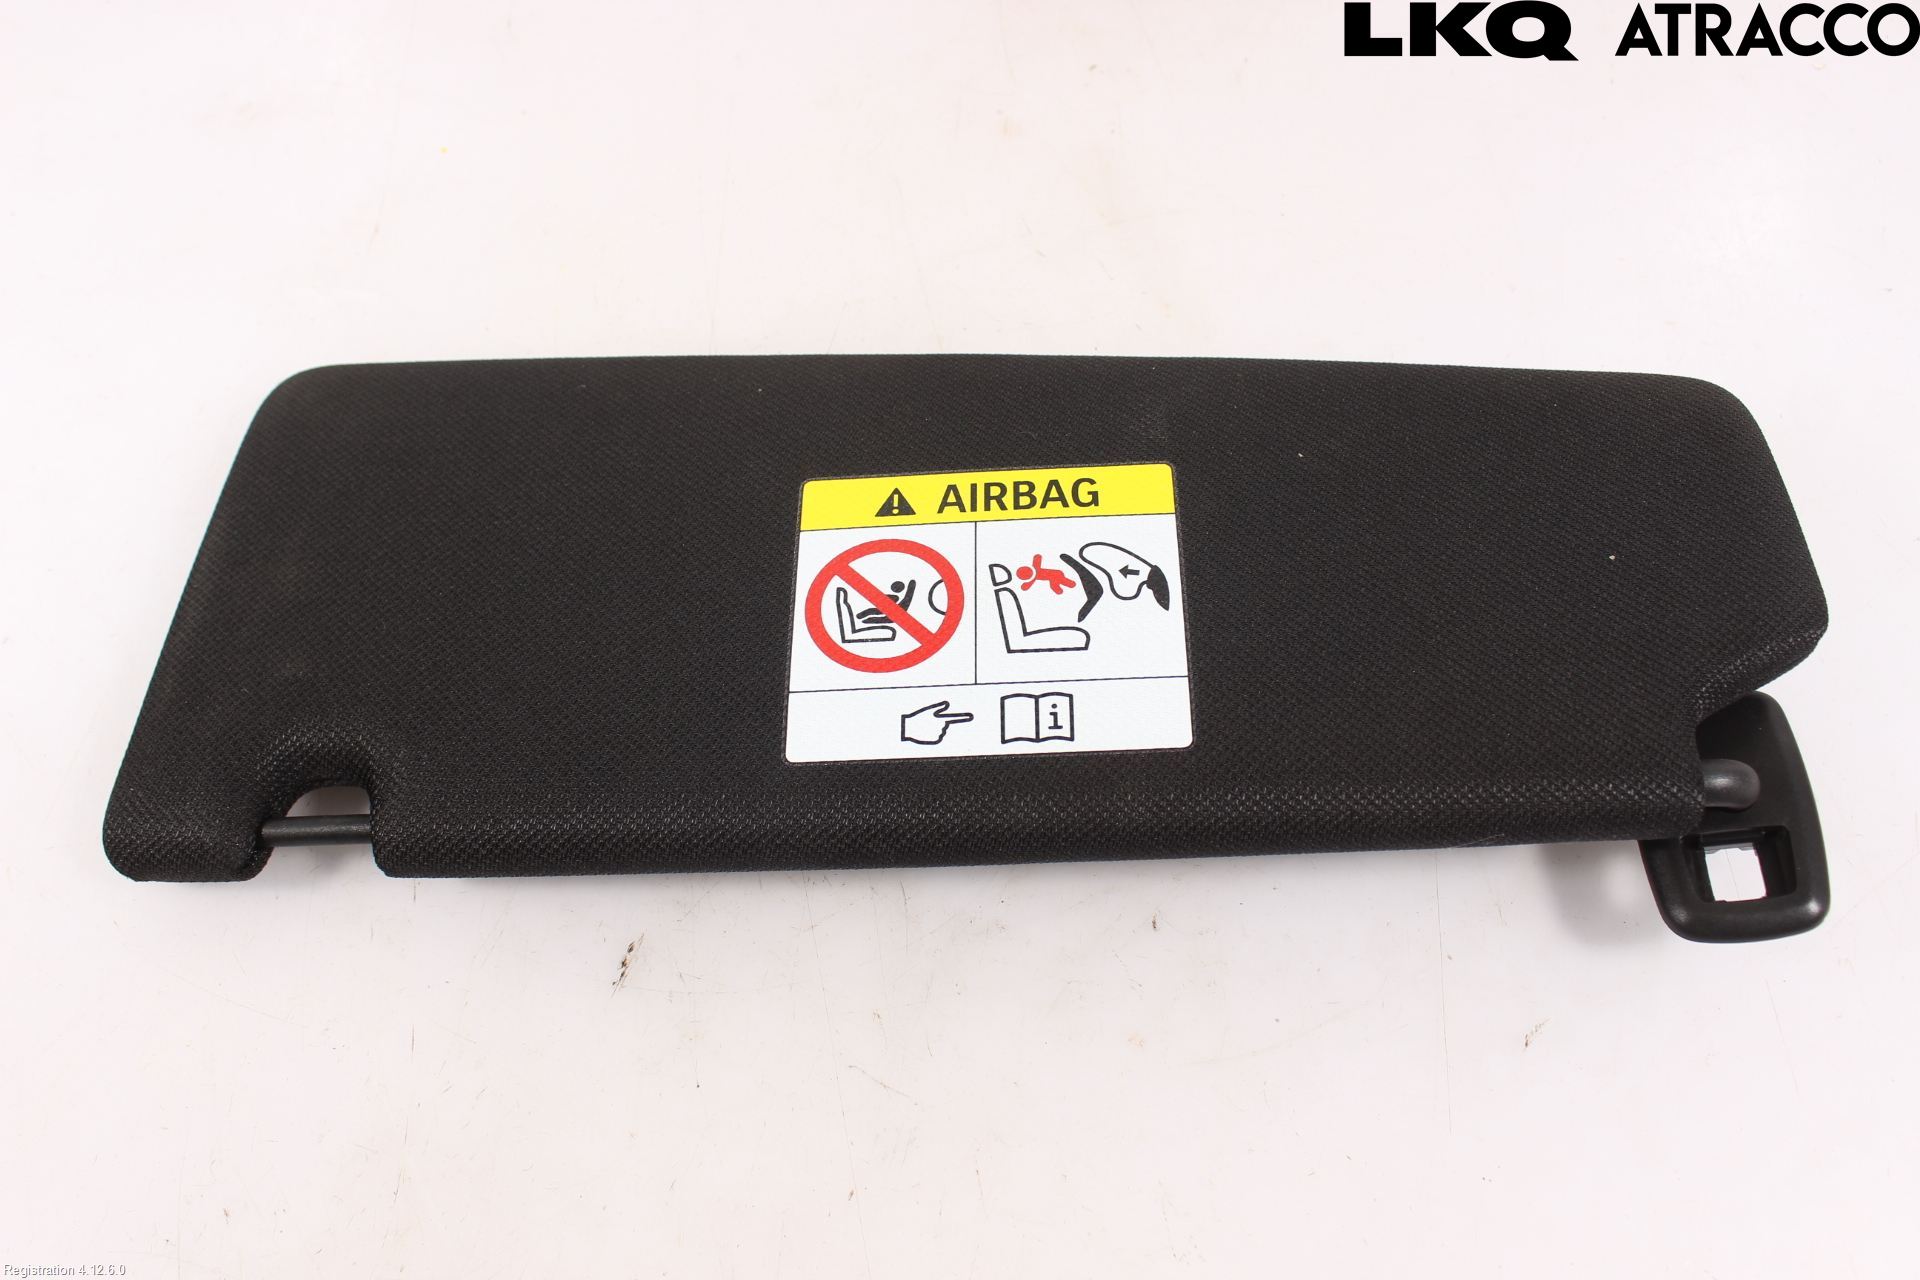 LKQ ATRACCO
AIRBAG
i
Registration 4.12.6.0